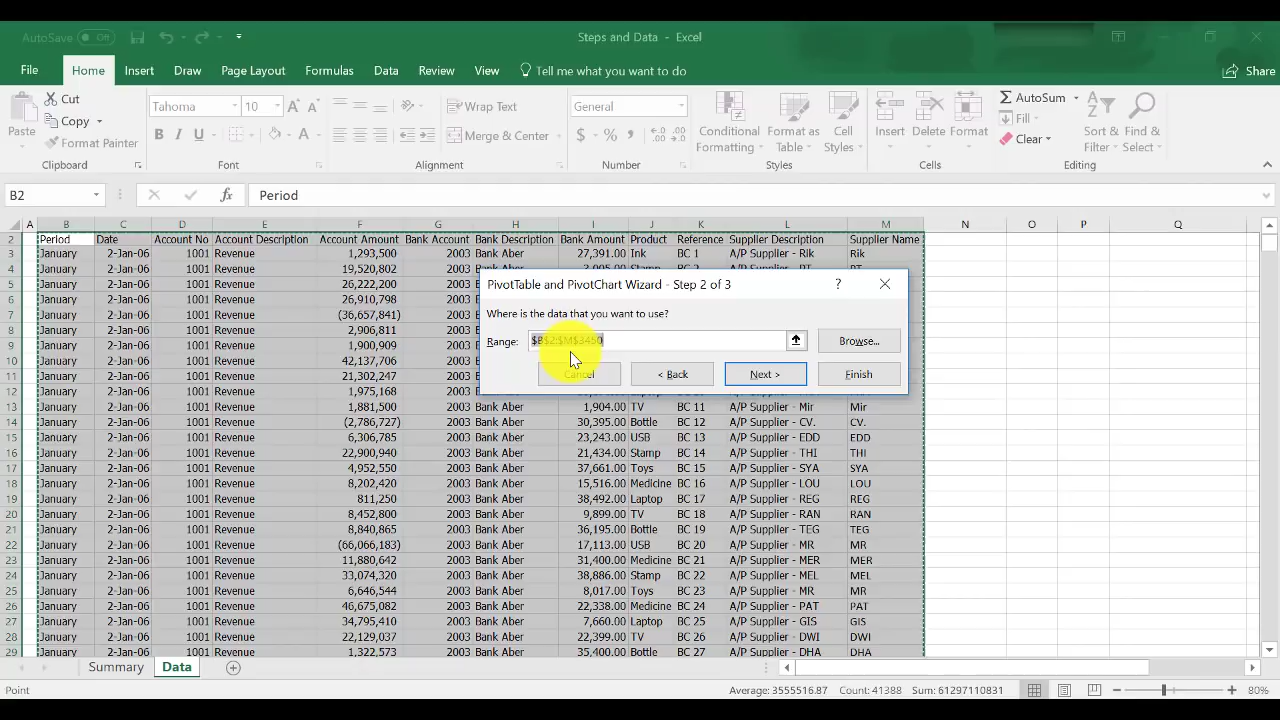 AutoSave Off Steps and Data - Excel
File Home Insert Draw Page Layout Formulas Data Review View Tell me what you want to do Share
Cut Tahoma 10 Wrap Text General AutoSum
Paste Copy Merge & Center $ % , Conditional Formatting Format as Table Cell Styles Insert Delete Format Fill Sort & Filter Find & Select
Format Painter B I U Clear
Clipboard Font Alignment Number Styles Cells Editing
B2 fx Period
A B C D E F G H I J K L M N O P Q
2 Period Date Account No Account Description Account Amount Bank Account Bank Description Bank Amount Product Reference Supplier Description Supplier Name
3 January 2-Jan-06 1001 Revenue 1,293,500 2003 Bank Aber 27,391.00 Ink BC 1 A/P Supplier - Rik Rik
4 January 2-Jan-06 1001 Revenue 19,520,802
5 January 2-Jan-06 1001 Revenue 26,222,200
6 January 2-Jan-06 1001 Revenue 26,910,798
7 January 2-Jan-06 1001 Revenue (36,657,841)
8 January 2-Jan-06 1001 Revenue 2,906,811
9 January 2-Jan-06 1001 Revenue 1,900,900
10 January 2-Jan-06 1001 Revenue 42,137,706
11 January 2-Jan-06 1001 Revenue 21,302,247
12 January 2-Jan-06 1001 Revenue 1,975,168
PivotTable and PivotChart Wizard - Step 2 of 3 ?
Where is the data that you want to use?
Range: $B$2:$M$3450 Browse...
Cancel < Back Next > Finish
13 January 2-Jan-06 1001 Revenue 1,881,500 2003 Bank Aber 1,904.00 TV BC 11 A/P Supplier - Mir Mir
14 January 2-Jan-06 1001 Revenue (2,786,727) 2003 Bank Aber 30,395.00 Bottle BC 12 A/P Supplier - CV. CV.
15 January 2-Jan-06 1001 Revenue 6,306,785 2003 Bank Aber 23,243.00 USB BC 13 A/P Supplier - EDD EDD
16 January 2-Jan-06 1001 Revenue 22,900,940 2003 Bank Aber 21,434.00 Stamp BC 14 A/P Supplier - THI THI
17 January 2-Jan-06 1001 Revenue 4,952,550 2003 Bank Aber 37,661.00 Toys BC 15 A/P Supplier - SYA SYA
18 January 2-Jan-06 1001 Revenue 8,202,420 2003 Bank Aber 15,516.00 Medicine BC 16 A/P Supplier - LOU LOU
19 January 2-Jan-06 1001 Revenue 811,250 2003 Bank Aber 38,492.00 Laptop BC 17 A/P Supplier - REG REG
20 January 2-Jan-06 1001 Revenue 8,452,800 2003 Bank Aber 9,899.00 TV BC 18 A/P Supplier - RAN RAN
21 January 2-Jan-06 1001 Revenue 8,840,865 2003 Bank Aber 36,195.00 Bottle BC 19 A/P Supplier - TEG TEG
22 January 2-Jan-06 1001 Revenue (66,066,183) 2003 Bank Aber 17,113.00 USB BC 20 A/P Supplier - MR MR
23 January 2-Jan-06 1001 Revenue 11,880,642 2003 Bank Aber 31,400.00 Medicine BC 21 A/P Supplier - MER MER
24 January 2-Jan-06 1001 Revenue 33,074,320 2003 Bank Aber 38,886.00 Stamp BC 22 A/P Supplier - MEL MEL
25 January 2-Jan-06 1001 Revenue 6,646,544 2003 Bank Aber 8,017.00 Toys BC 23 A/P Supplier - MR MR
26 January 2-Jan-06 1001 Revenue 46,675,082 2003 Bank Aber 22,338.00 Medicine BC 24 A/P Supplier - PAT PAT
27 January 2-Jan-06 1001 Revenue 34,795,410 2003 Bank Aber 7,660.00 Laptop BC 25 A/P Supplier - GIS GIS
28 January 2-Jan-06 1001 Revenue 22,129,037 2003 Bank Aber 22,399.00 TV BC 26 A/P Supplier - DWI DWI
29 January 2-Jan-06 1001 Revenue 1,322,573 2003 Bank Aber 35,400.00 Bottle BC 27 A/P Supplier - DHA DHA
Summary Data
Point Average: 3555516.87 Count: 41388 Sum: 61297110831 80%